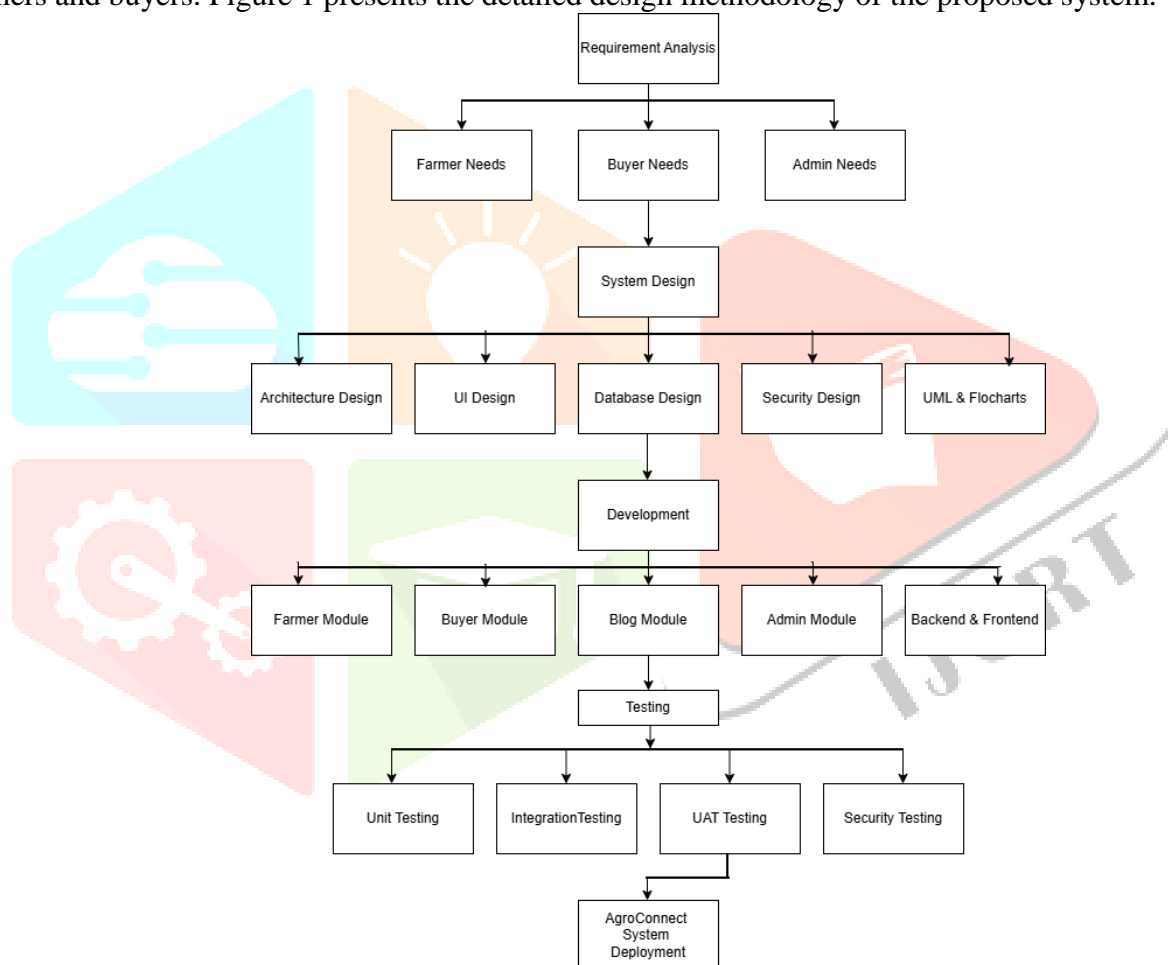 ners and buyers. Figure 1 presents the detailed design methodology of the proposed system.
Requirement Analysis
Farmer Needs
Buyer Needs
Admin Needs
System Design
Architecture Design
UI Design
Database Design
Security Design
UML & Flocharts
Development
Farmer Module
Buyer Module
Blog Module
Admin Module
Backend & Frontend
Testing
Unit Testing
IntegrationTesting
UAT Testing
Security Testing
AgroConnect
System
Deployment